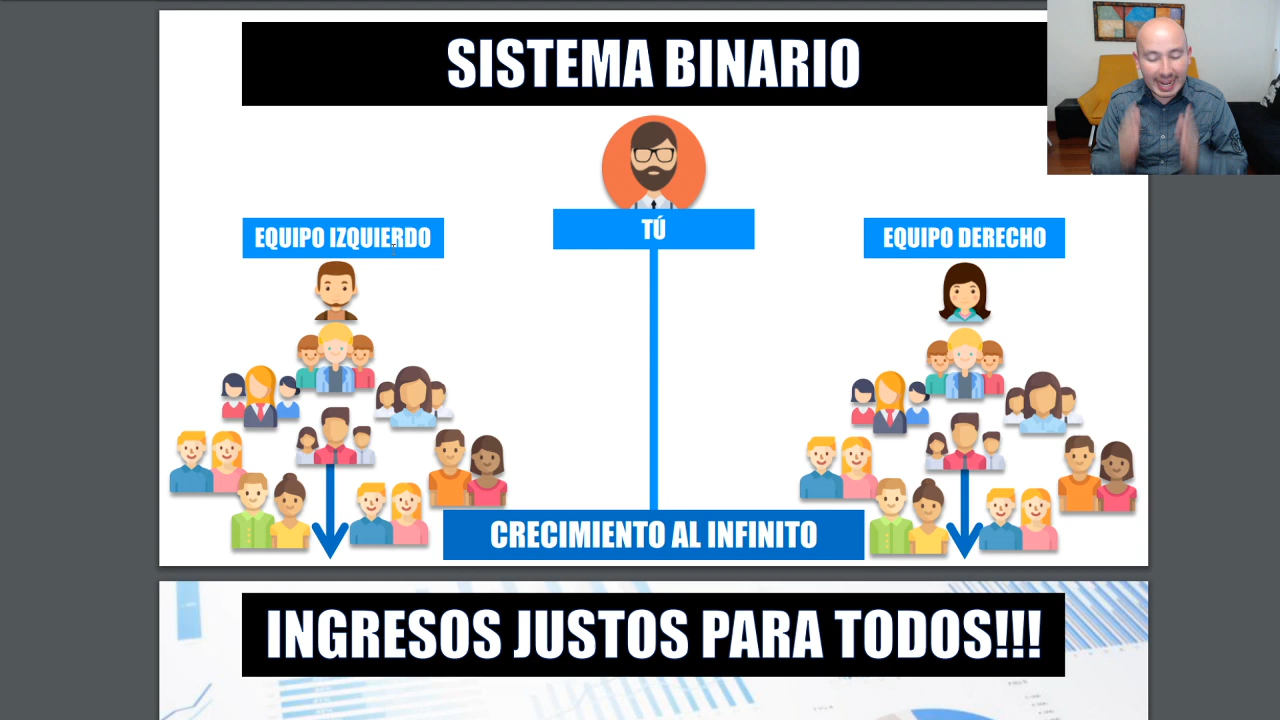 SISTEMA BINARIO
TÚ
EQUIPO IZQUIERDO
EQUIPO DERECHO
CRECIMIENTO AL INFINITO
INGRESOS JUSTOS PARA TODOS!!!